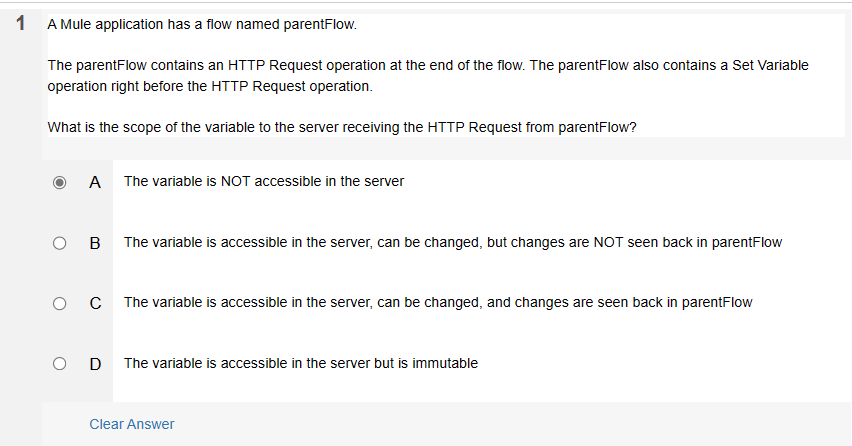 1 A Mule application has a flow named parentFlow.
The parentFlow contains an HTTP Request operation at the end of the flow. The parentFlow also contains a Set Variable
operation right before the HTTP Request operation.
What is the scope of the variable to the server receiving the HTTP Request from parentFlow?
A The variable is NOT accessible in the server
B The variable is accessible in the server, can be changed, but changes are NOT seen back in parentFlow
C The variable is accessible in the server, can be changed, and changes are seen back in parentFlow
D The variable is accessible in the server but is immutable
Clear Answer